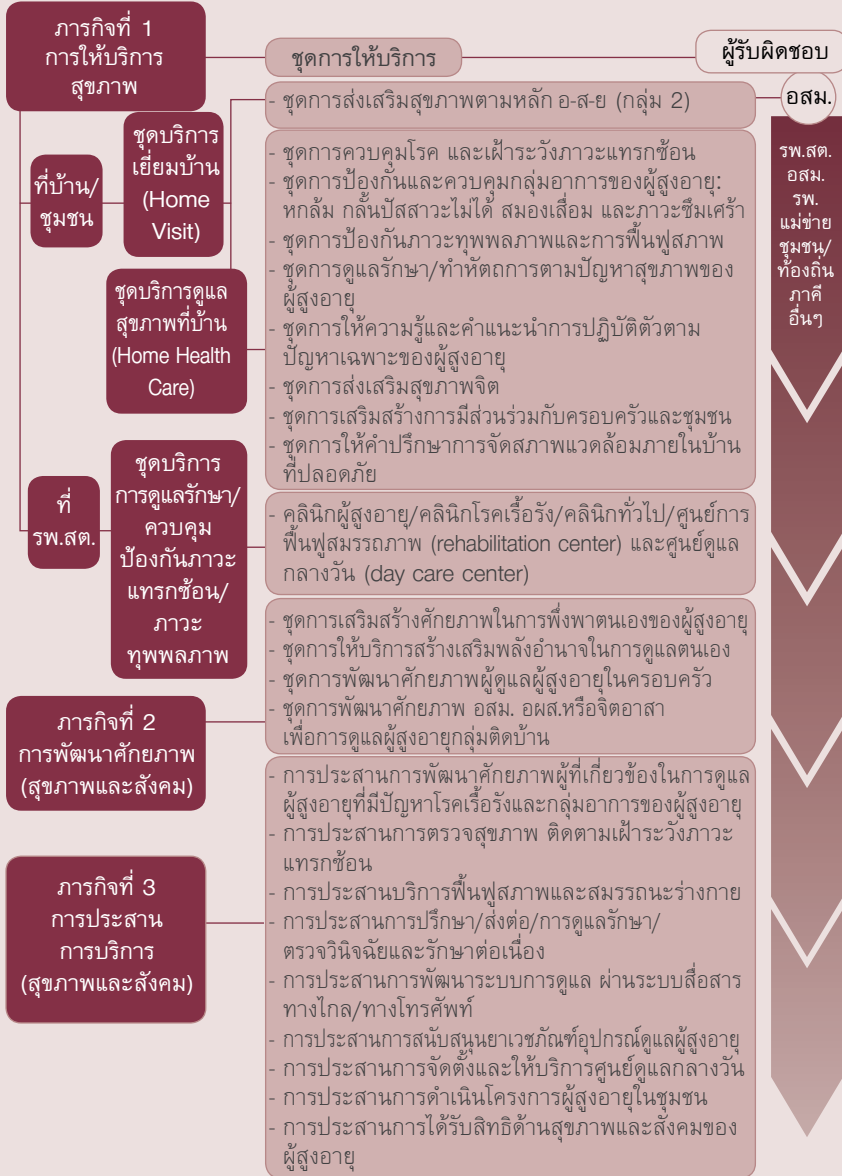 ภารกิจที่ 1
การให้บริการ
สุขภาพ
ชุดการให้บริการ
ผู้รับผิดชอบ
- ชุดการส่งเสริมสุขภาพตามหลัก อ-ส-ย (กลุ่ม 2)
อสม.
ที่บ้าน/
ชุมชน
ชุดบริการ
เยี่ยมบ้าน
(Home
Visit)
ชุดบริการดูแล
สุขภาพที่บ้าน
(Home Health
Care)
- ชุดการควบคุมโรค และเฝ้าระวังภาวะแทรกซ้อน
- ชุดการป้องกันและควบคุมกลุ่มอาการของผู้สูงอายุ:
หกล้ม กลั้นปัสสาวะไม่ได้ สมองเสื่อม และภาวะซึมเศร้า
- ชุดการป้องกันภาวะทุพพลภาพและการฟื้นฟูสภาพ
- ชุดการดูแลรักษา/ทำหัตถการตามปัญหาสุขภาพของ
ผู้สูงอายุ
- ชุดการให้ความรู้และคำแนะนำการปฏิบัติตัวตาม
ปัญหาเฉพาะของผู้สูงอายุ
- ชุดการส่งเสริมสุขภาพจิต
- ชุดการเสริมสร้างการมีส่วนร่วมกับครอบครัวและชุมชน
- ชุดการให้คำปรึกษาการจัดสภาพแวดล้อมภายในบ้าน
ที่ปลอดภัย
รพ.สต.
อสม.
รพ.
แม่ข่าย
ชุมชน/
ท้องถิ่น
ภาคี
อื่นๆ
ที่
รพ.สต.
ชุดบริการ
การดูแลรักษา/
ควบคุม
ป้องกันภาวะ
แทรกซ้อน/
ภาวะ
ทุพพลภาพ
- คลินิกผู้สูงอายุ/คลินิกโรคเรื้อรัง/คลินิกทั่วไป/ศูนย์การ
ฟื้นฟูสมรรถภาพ (rehabilitation center) และศูนย์ดูแล
กลางวัน (day care center)
ภารกิจที่ 2
การพัฒนาศักยภาพ
(สุขภาพและสังคม)
- ชุดการเสริมสร้างศักยภาพในการพึ่งพาตนเองของผู้สูงอายุ
- ชุดการให้บริการสร้างเสริมพลังอำนาจในการดูแลตนเอง
- ชุดการพัฒนาศักยภาพผู้ดูแลผู้สูงอายุในครอบครัว
- ชุดการพัฒนาศักยภาพ อสม. อผส.หรือจิตอาสา
เพื่อการดูแลผู้สูงอายุกลุ่มติดบ้าน
ภารกิจที่ 3
การประสาน
การบริการ
(สุขภาพและสังคม)
- การประสานการพัฒนาศักยภาพผู้ที่เกี่ยวข้องในการดูแล
ผู้สูงอายุที่มีปัญหาโรคเรื้อรังและกลุ่มอาการของผู้สูงอายุ
- การประสานการตรวจสุขภาพ ติดตามเฝ้าระวังภาวะ
แทรกซ้อน
- การประสานบริการฟื้นฟูสภาพและสมรรถนะร่างกาย
- การประสานการปรึกษา/ส่งต่อ/การดูแลรักษา/
ตรวจวินิจฉัยและรักษาต่อเนื่อง
- การประสานการพัฒนาระบบการดูแล ผ่านระบบสื่อสาร
ทางไกล/ทางโทรศัพท์
- การประสานการสนับสนุนยาเวชภัณฑ์อุปกรณ์ดูแลผู้สูงอายุ
- การประสานการจัดตั้งและให้บริการศูนย์ดูแลกลางวัน
- การประสานการดำเนินโครงการผู้สูงอายุในชุมชน
- การประสานการได้รับสิทธิด้านสุขภาพและสังคมของ
ผู้สูงอายุ